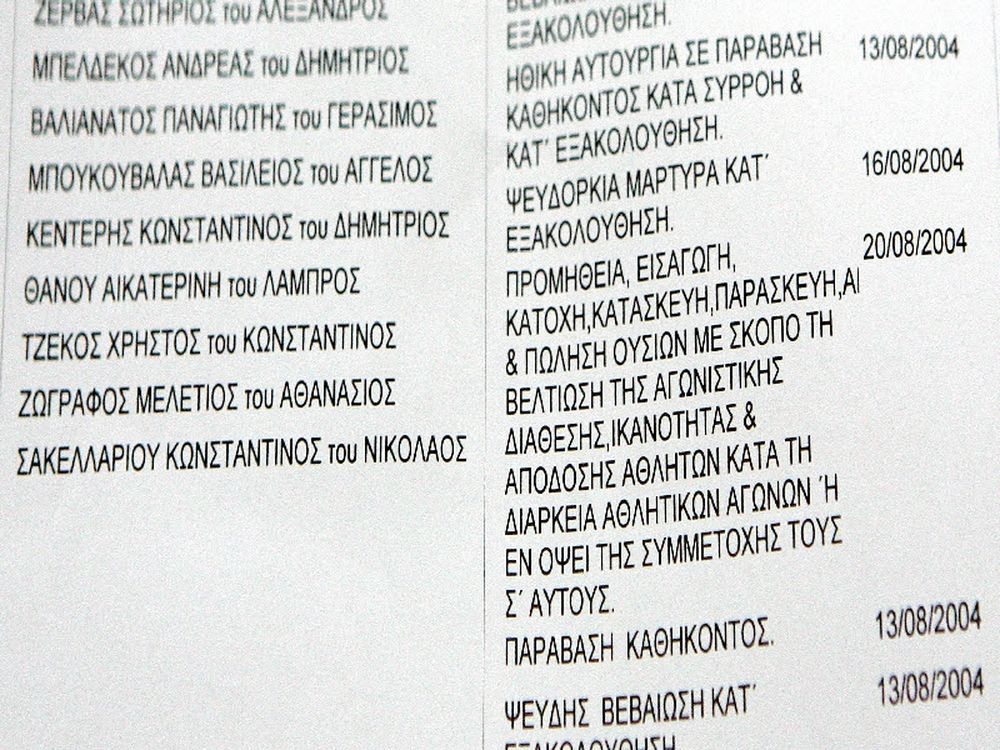 ΖΕΡΒΑΣ ΣΩΤΗΡΙΟΣ του ΑΛΕΞΑΝΔΡΟΣ
ΜΠΕΛΔΕΚΟΣ ΑΝΔΡΕΑΣ του ΔΗΜΗΤΡΙΟΣ
ΒΑΛΙΑΝΑΤΟΣ ΠΑΝΑΓΙΩΤΗΣ του ΓΕΡΑΣΙΜΟΣ
ΜΠΟΥΚΟΥΒΑΛΑΣ ΒΑΣΙΛΕΙΟΣ του ΑΓΓΕΛΟΣ
ΚΕΝΤΕΡΗΣ ΚΩΝΣΤΑΝΤΙΝΟΣ του ΔΗΜΗΤΡΙΟΣ
ΘΑΝΟΥ ΑΙΚΑΤΕΡΙΝΗ του ΛΑΜΠΡΟΣ
ΤΖΕΚΟΣ ΧΡΗΣΤΟΣ του ΚΩΝΣΤΑΝΤΙΝΟΣ
ΖΩΓΡΑΦΟΣ ΜΕΛΕΤΙΟΣ του ΑΘΑΝΑΣΙΟΣ
ΣΑΚΕΛΛΑΡΙΟΥ ΚΩΝΣΤΑΝΤΙΝΟΣ του ΝΙΚΟΛΑΟΣ
ΕΞΑΚΟΛΟΥΘΗΣΗ.
ΗΘΙΚΗ ΑΥΤΟΥΡΓΙΑ ΣΕ ΠΑΡΑΒΑΣΗ 13/08/2004
ΚΑΘΗΚΟΝΤΟΣ ΚΑΤΑ ΣΥΡΡΟΗ &
ΚΑΤ΄ ΕΞΑΚΟΛΟΥΘΗΣΗ.
ΨΕΥΔΟΡΚΙΑ ΜΑΡΤΥΡΑ ΚΑΤ΄ 16/08/2004
ΕΞΑΚΟΛΟΥΘΗΣΗ.
ΠΡΟΜΗΘΕΙΑ, ΕΙΣΑΓΩΓΗ, 20/08/2004
ΚΑΤΟΧΗ,ΚΑΤΑΣΚΕΥΗ,ΠΑΡΑΣΚΕΥΗ,ΔΙ
& ΠΩΛΗΣΗ ΟΥΣΙΩΝ ΜΕ ΣΚΟΠΟ ΤΗ
ΒΕΛΤΙΩΣΗ ΤΗΣ ΑΓΩΝΙΣΤΙΚΗΣ
ΔΙΑΘΕΣΗΣ,ΙΚΑΝΟΤΗΤΑΣ &
ΑΠΟΔΟΣΗΣ ΑΘΛΗΤΩΝ ΚΑΤΑ ΤΗ
ΔΙΑΡΚΕΙΑ ΑΘΛΗΤΙΚΩΝ ΑΓΩΝΩΝ ΄Η
ΕΝ ΟΨΕΙ ΤΗΣ ΣΥΜΜΕΤΟΧΗΣ ΤΟΥΣ
Σ΄ ΑΥΤΟΥΣ.
ΠΑΡΑΒΑΣΗ ΚΑΘΗΚΟΝΤΟΣ. 13/08/2004
ΨΕΥΔΗΣ ΒΕΒΑΙΩΣΗ ΚΑΤ΄ 13/08/2004
ΕΞΑΚΟΛΟΥΘΗΣΗ